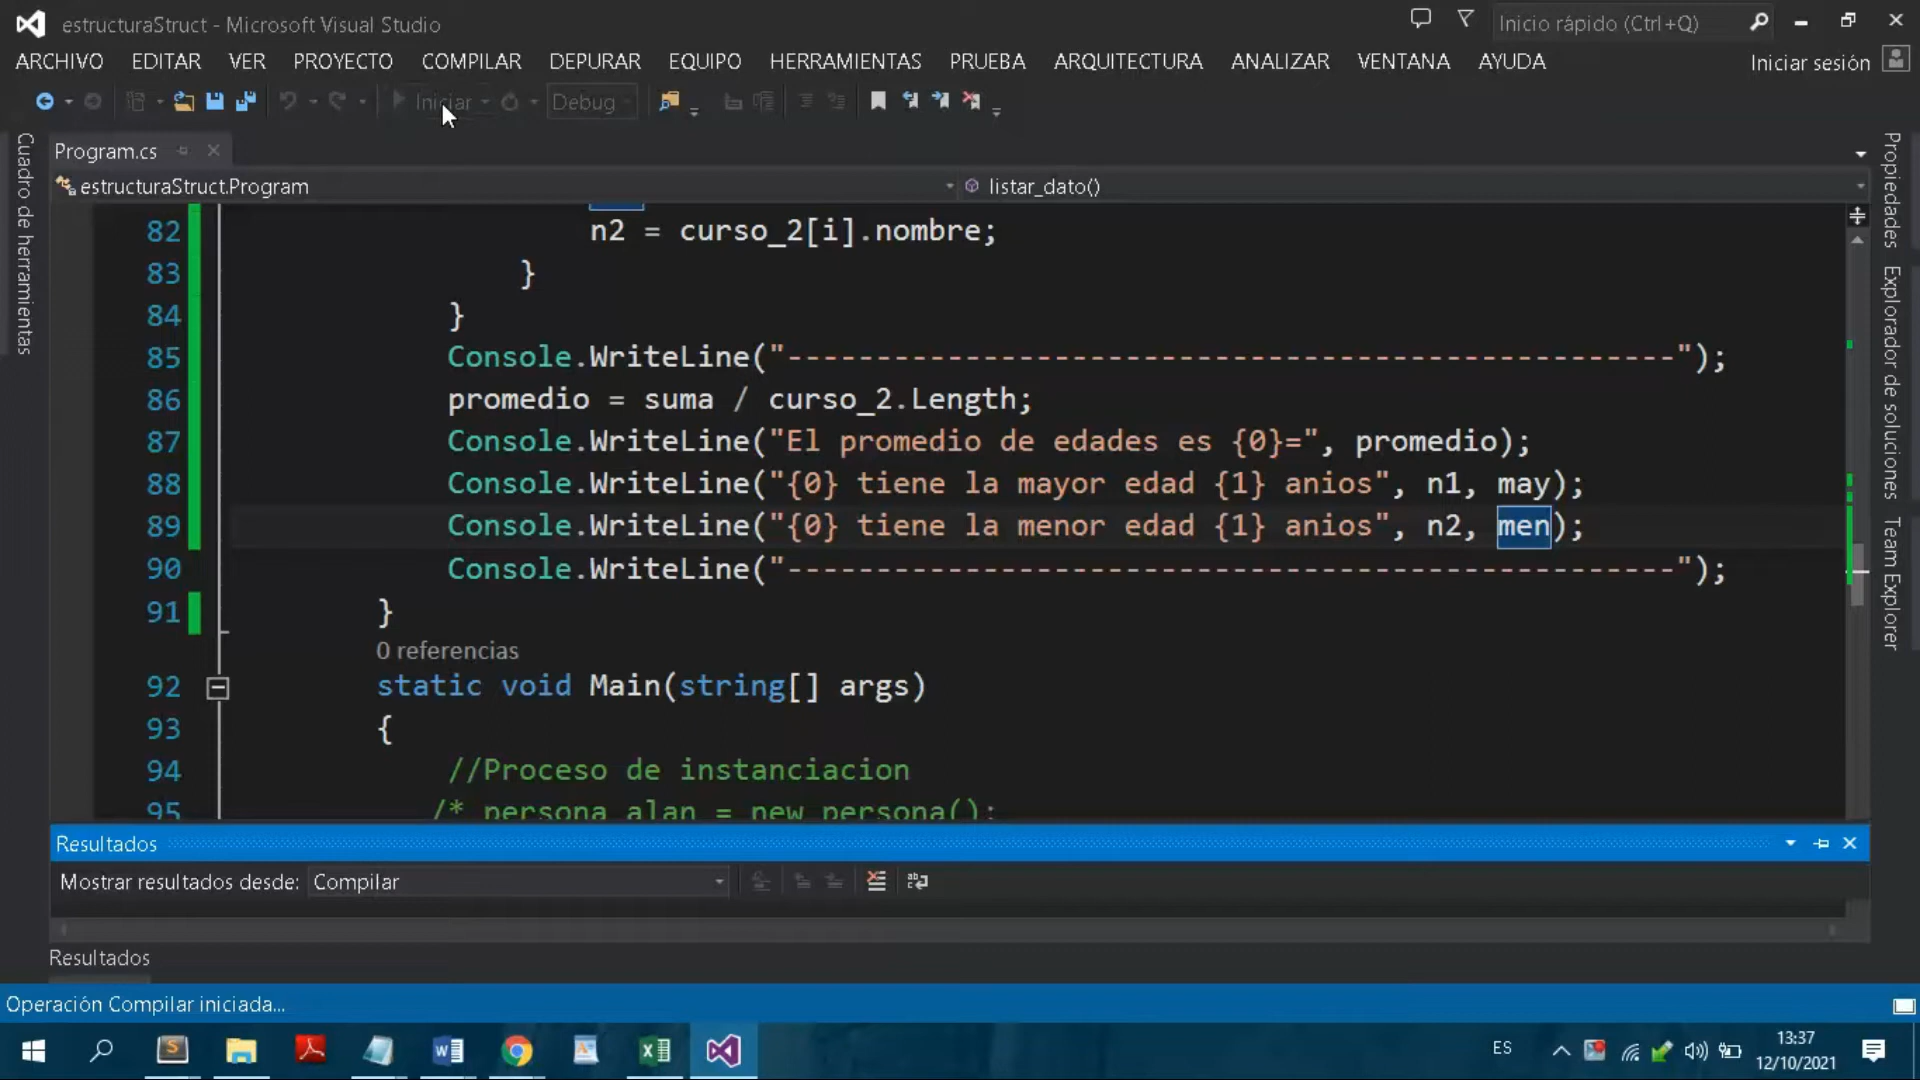 estructuraStruct - Microsoft Visual Studio
Inicio rápido (Ctrl+Q)
ARCHIVO EDITAR VER PROYECTO COMPILAR DEPURAR EQUIPO HERRAMIENTAS PRUEBA ARQUITECTURA ANALIZAR VENTANA AYUDA
Iniciar sesión
Iniciar
Debug
Cuadro de herramientas
Program.cs
estructuraStruct.Program
listar_dato()
82 n2 = curso_2[i].nombre;
83 }
84 }
85 Console.WriteLine("--------------------------------------------------");
86 promedio = suma / curso_2.Length;
87 Console.WriteLine("El promedio de edades es {0}=", promedio);
88 Console.WriteLine("{0} tiene la mayor edad {1} anios", n1, may);
89 Console.WriteLine("{0} tiene la menor edad {1} anios", n2, men);
90 Console.WriteLine("--------------------------------------------------");
91 }
0 referencias
92 static void Main(string[] args)
93 {
94 //Proceso de instanciacion
95 /* persona alan = new persona();
Propiedades
Explorador de soluciones
Team Explorer
Resultados
Mostrar resultados desde: Compilar
Resultados
Operación Compilar iniciada...
ES
13:37
12/10/2021